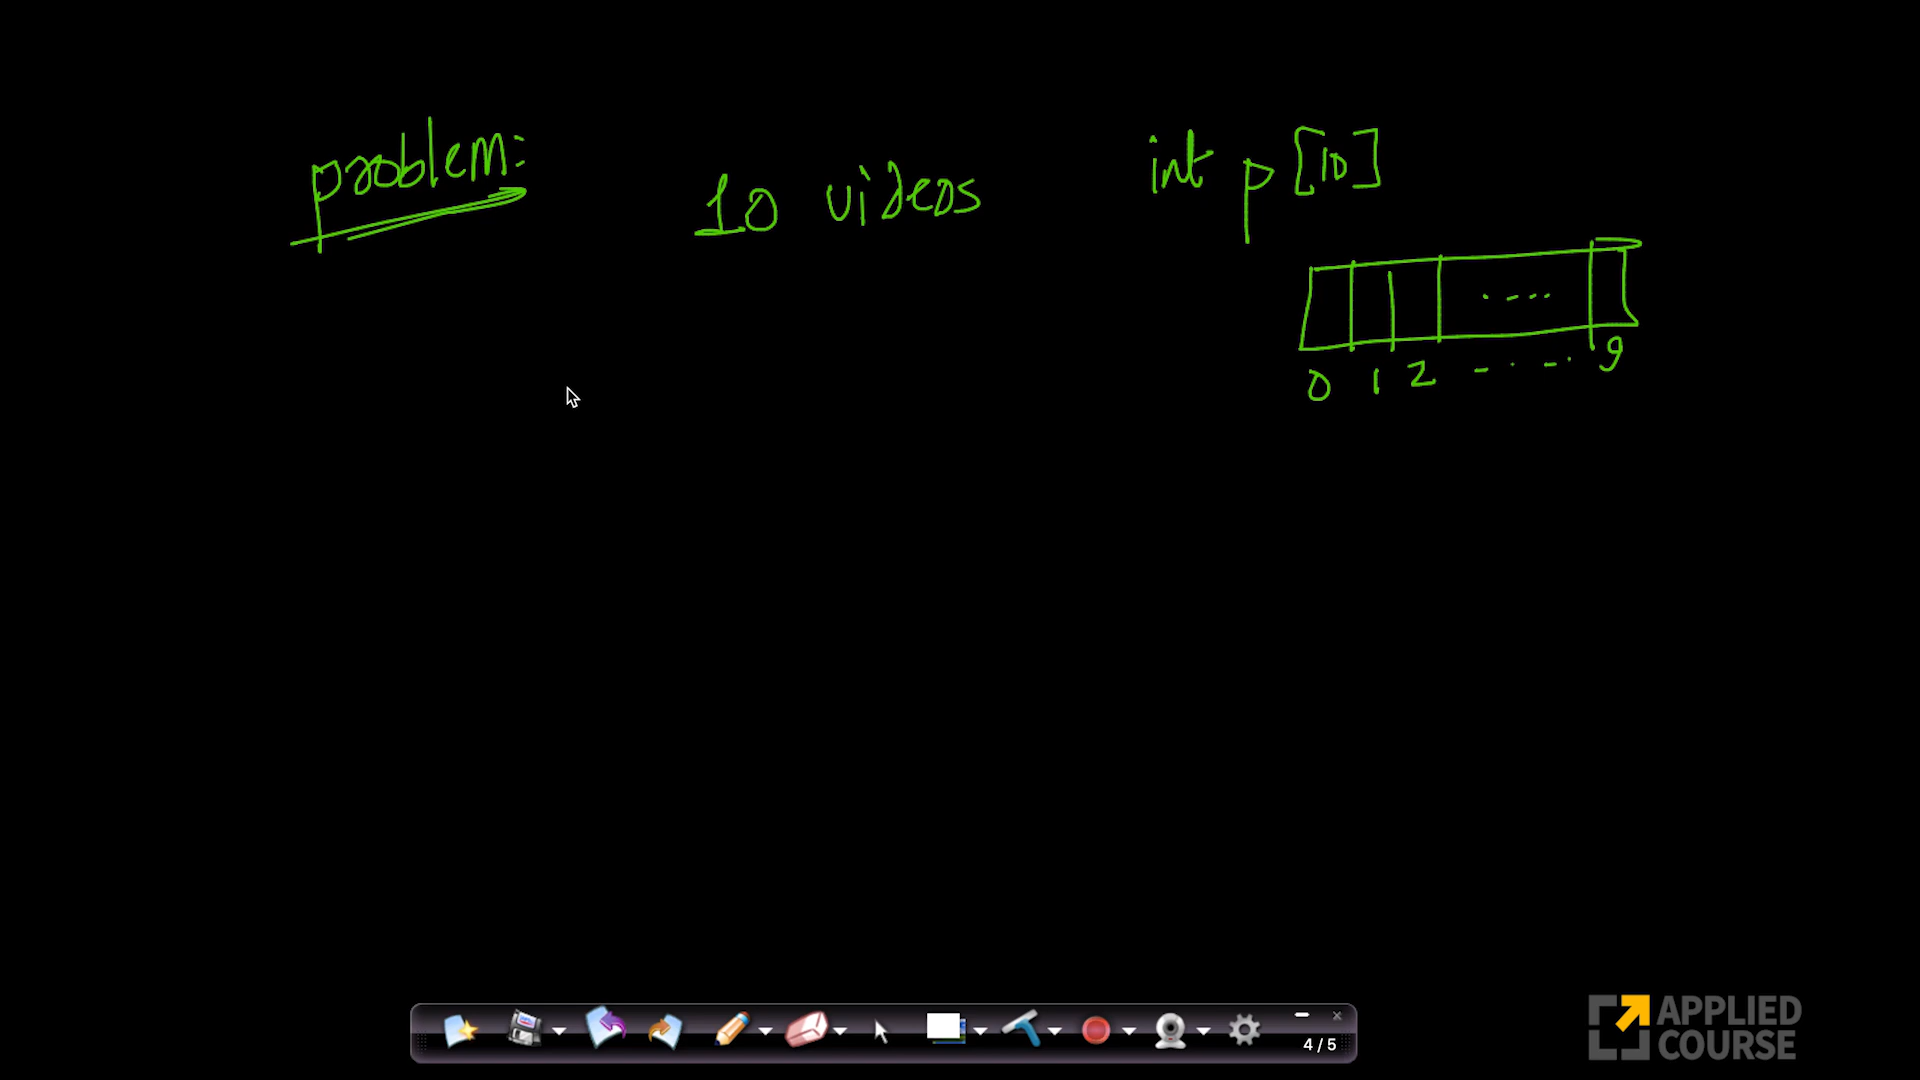 problem:
10 videos
int p [10]
. - - . .
0 1 2 - . - . 9
4 / 5
APPLIED
COURSE